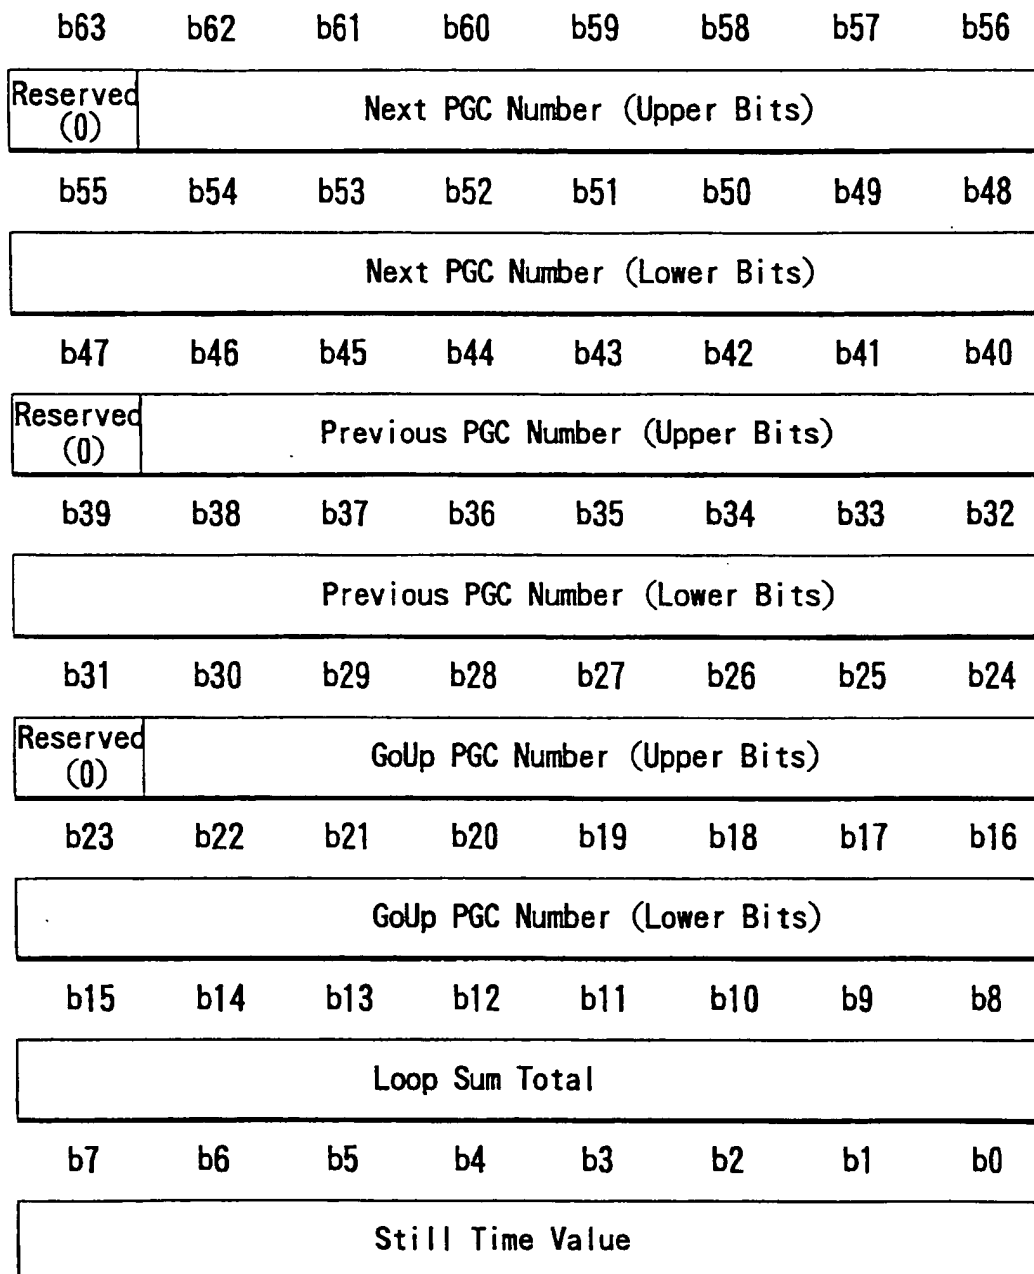 b63 b62 b61 b60 b59 b58 b57 b56
Reserved
(0)
Next PGC Number (Upper Bits)
b55 b54 b53 b52 b51 b50 b49 b48
Next PGC Number (Lower Bits)
b47 b46 b45 b44 b43 b42 b41 b40
Reserved
(0)
Previous PGC Number (Upper Bits)
b39 b38 b37 b36 b35 b34 b33 b32
Previous PGC Number (Lower Bits)
b31 b30 b29 b28 b27 b26 b25 b24
Reserved
(0)
GoUp PGC Number (Upper Bits)
b23 b22 b21 b20 b19 b18 b17 b16
GoUp PGC Number (Lower Bits)
b15 b14 b13 b12 b11 b10 b9 b8
Loop Sum Total
b7 b6 b5 b4 b3 b2 b1 b0
Still Time Value